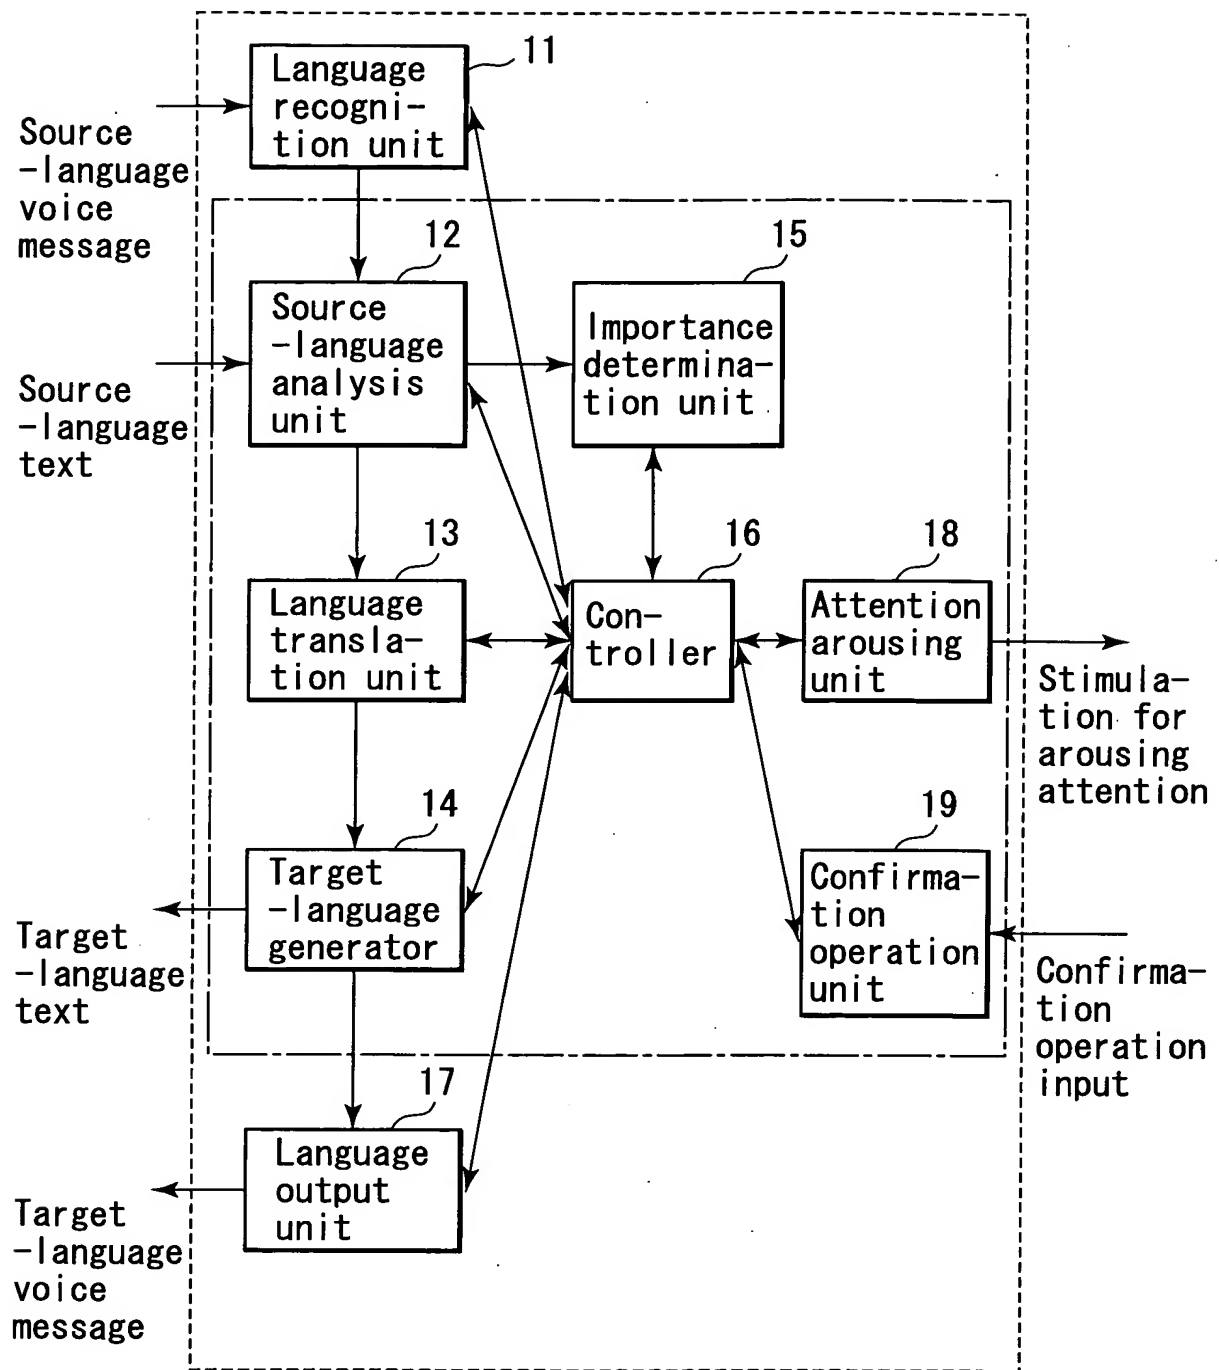 11
Language
recogni-
tion unit
Source
-language
voice
message
12
Source
-language
analysis
unit
15
Importance
determina-
tion unit
Source
-language
text
13
Language
transla-
tion unit
16
Con-
troller
18
Attention
arousing
unit
Stimula-
tion for
arousing
attention
14
Target
-language
generator
19
Confirma-
tion
operation
unit
Target
-language
text
Confirma-
tion
operation
input
17
Language
output
unit
Target
-language
voice
message